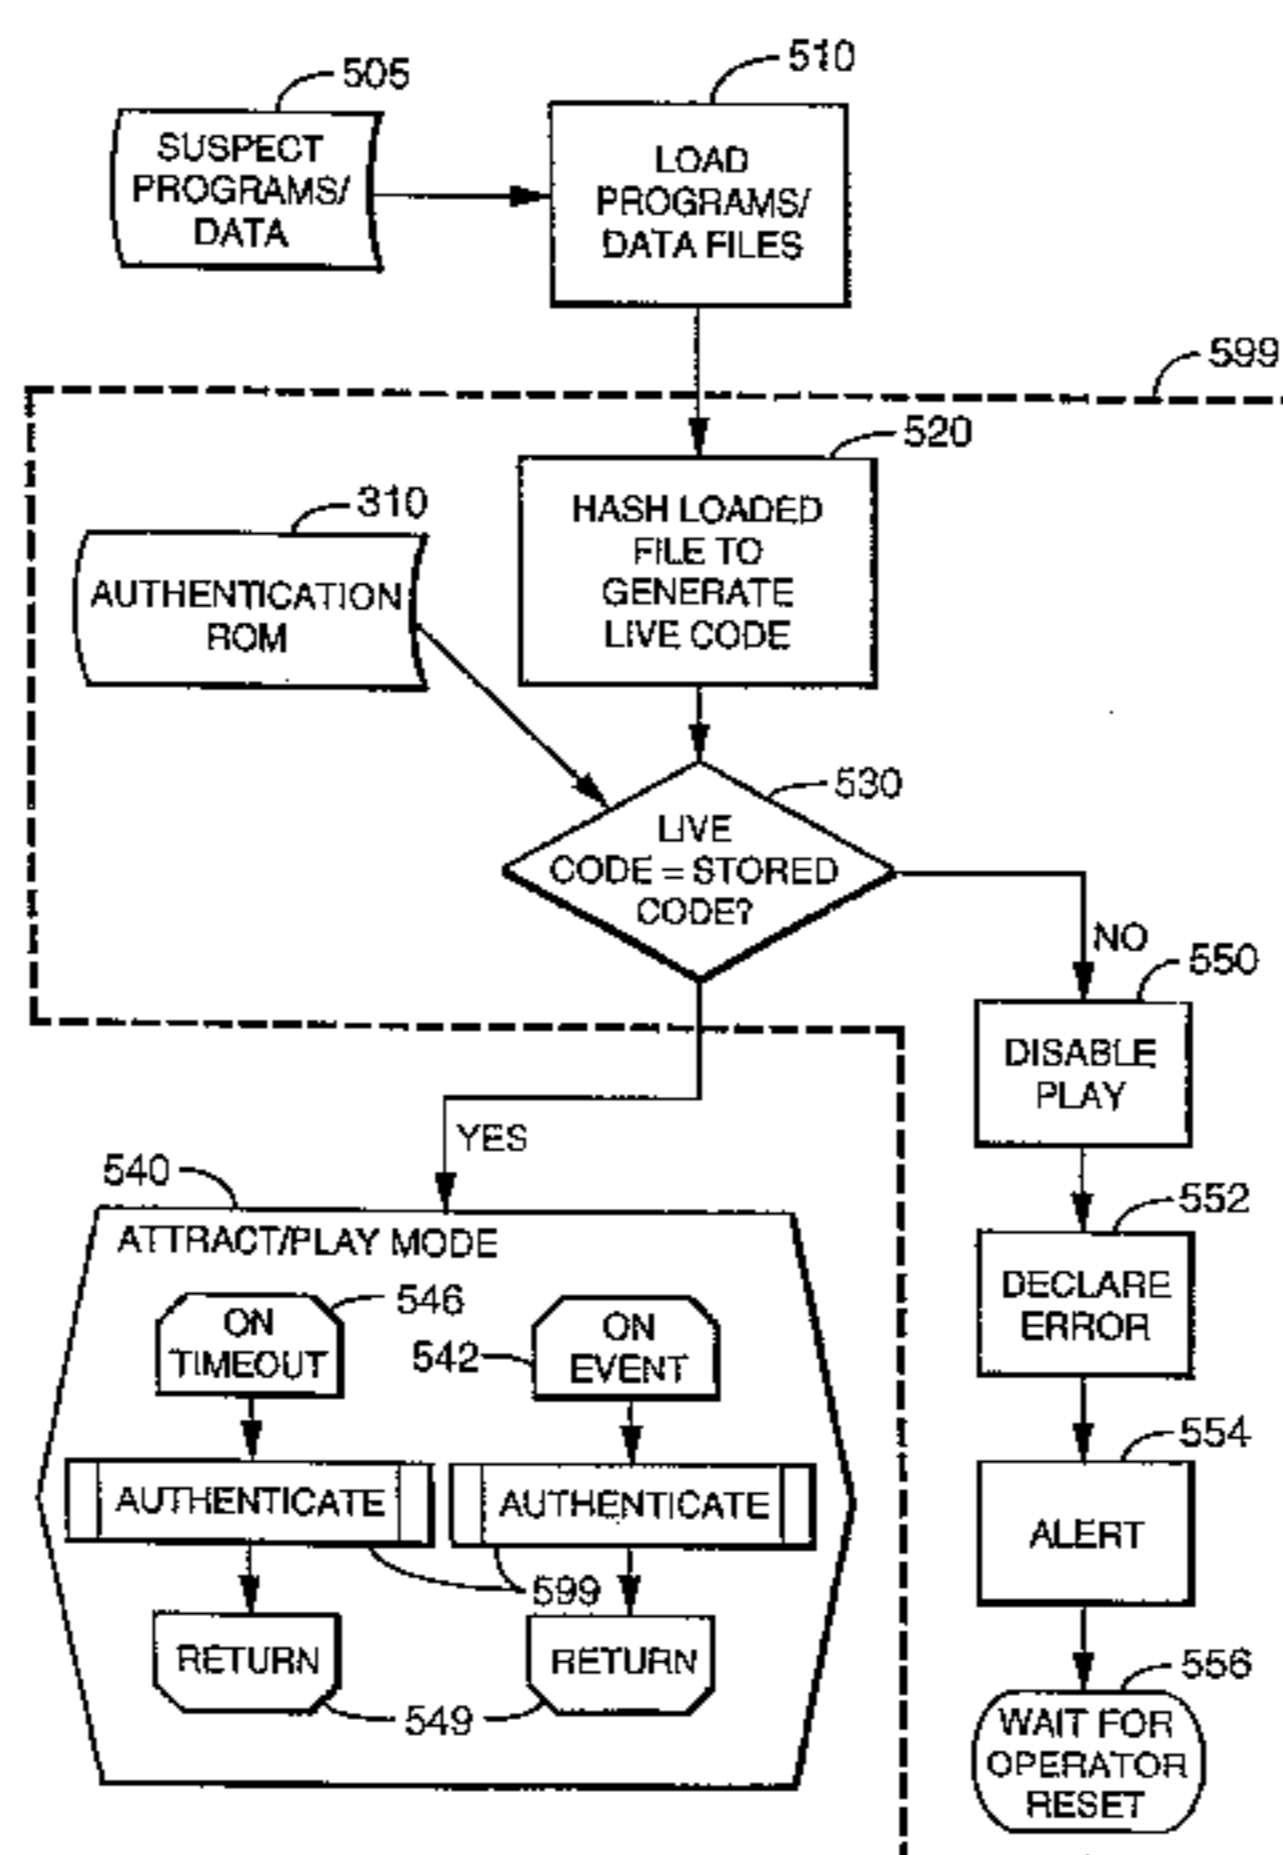 505
SUSPECT
PROGRAMS/
DATA
510
LOAD
PROGRAMS/
DATA FILES
599
520
HASH LOADED
FILE TO
GENERATE
LIVE CODE
310
AUTHENTICATION
ROM
530
LIVE
CODE = STORED
CODE?
NO
550
DISABLE
PLAY
YES
540
ATTRACT/PLAY MODE
546
ON
TIMEOUT
542
ON
EVENT
AUTHENTICATE
AUTHENTICATE
599
RETURN
RETURN
549
552
DECLARE
ERROR
554
ALERT
556
WAIT FOR
OPERATOR
RESET